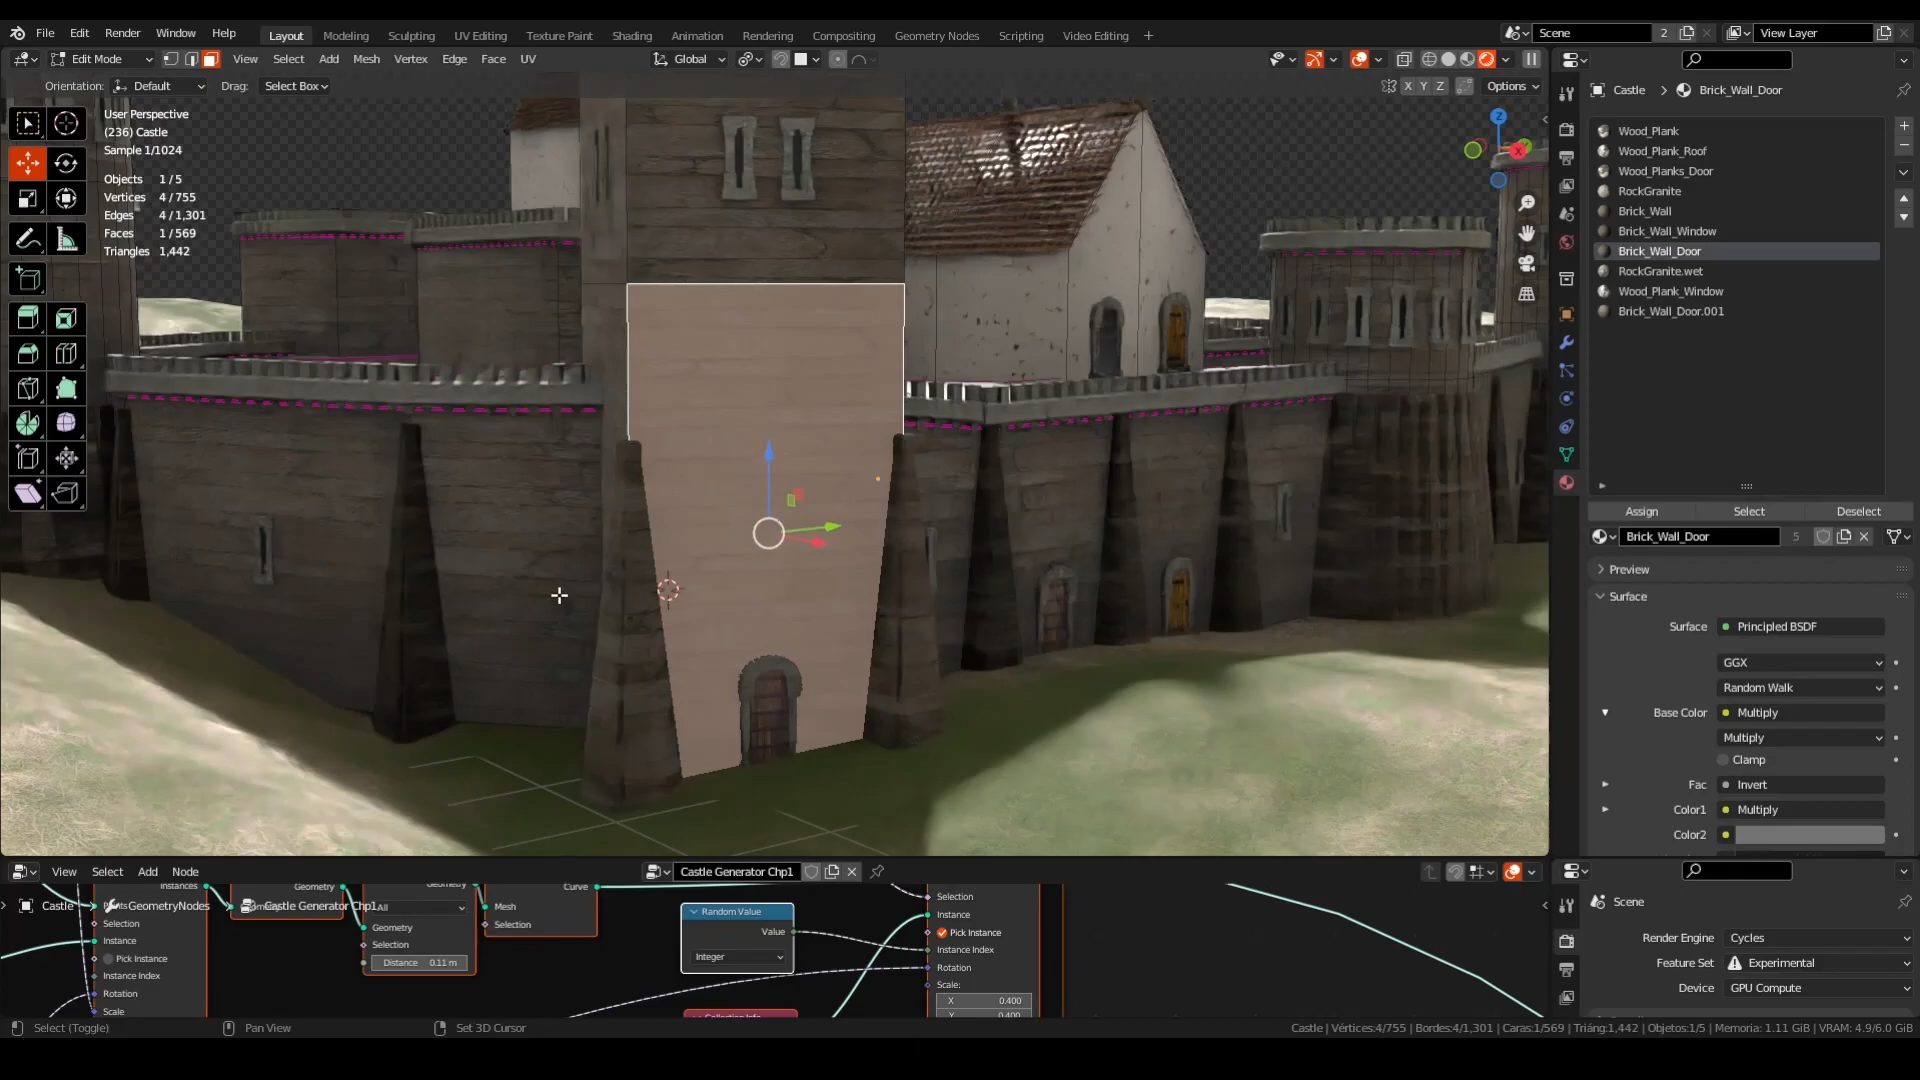 File Edit Render Window Help Layout Modeling Sculpting UV Editing Texture Paint Shading Animation Rendering Compositing Geometry Nodes Scripting Video Editing + Scene 2 View Layer
Edit Mode View Select Add Mesh Vertex Edge Face UV Global
Orientation: Default Drag: Select Box X Y Z Options
User Perspective
(236) Castle
Sample 1/1024
Objects 1 / 5
Vertices 4 / 755
Edges 4 / 1,301
Faces 1 / 569
Triangles 1,442
Z
X
Castle > Brick_Wall_Door
Wood_Plank
Wood_Plank_Roof
Wood_Planks_Door
RockGranite
Brick_Wall
Brick_Wall_Window
Brick_Wall_Door
RockGranite.wet
Wood_Plank_Window
Brick_Wall_Door.001
Assign Select Deselect
Brick_Wall_Door 5
Preview
Surface
Surface Principled BSDF
GGX
Random Walk
Base Color Multiply
Multiply
Clamp
Fac Invert
Color1 Multiply
Color2
View Select Add Node Castle Generator Chp1
Castle GeometryNodes Castle Generator Chp1
Instances
Selection
Instance
Pick Instance
Instance Index
Rotation
Scale
Geometry
All
Geometry
Selection
Distance 0.11 m
Curve
Mesh
Selection
Random Value
Value
Integer
Collection Info
Selection
Instance
Pick Instance
Instance Index
Rotation
Scale:
X 0.400
Y 0.400
Scene
Render Engine Cycles
Feature Set Experimental
Device GPU Compute
Select (Toggle) Pan View Set 3D Cursor Castle | Vértices:4/755 | Bordes:4/1,301 | Caras:1/569 | Triáng:1,442 | Objetos:1/5 | Memoria: 1.11 GiB | VRAM: 4.9/6.0 GiB